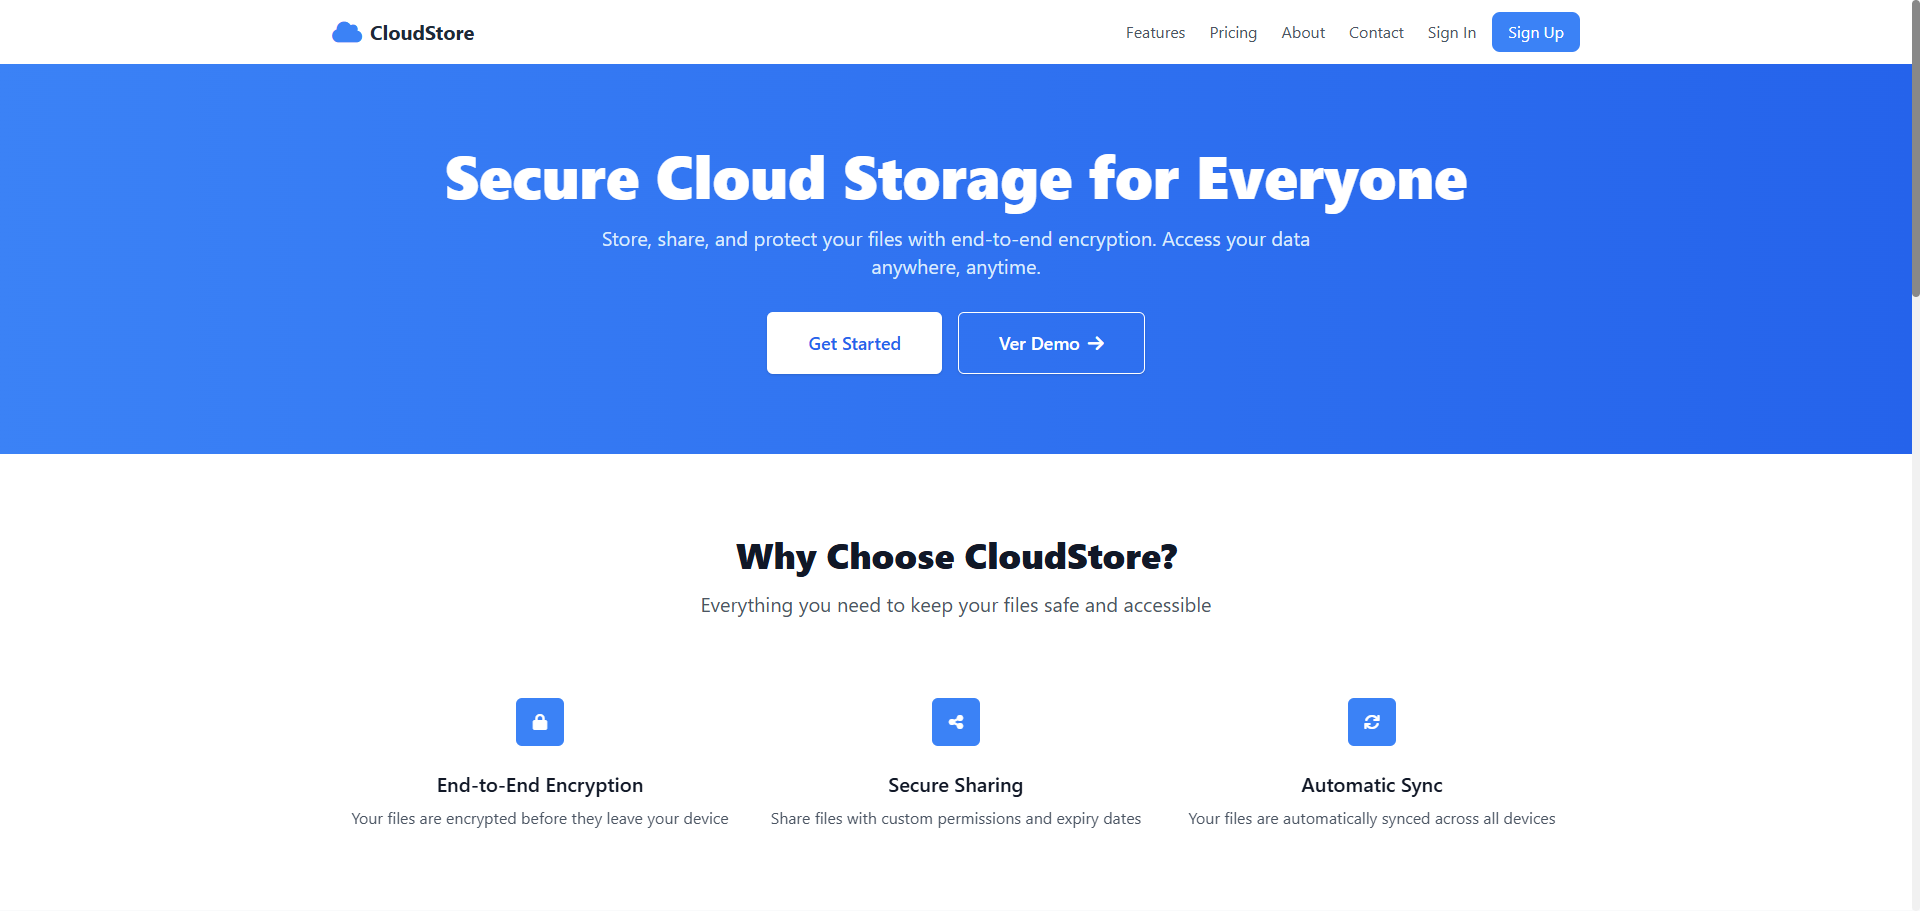 CloudStore
Features
Pricing
About
Contact
Sign In
Sign Up
Secure Cloud Storage for Everyone
Store, share, and protect your files with end-to-end encryption. Access your data
anywhere, anytime.
Get Started
Ver Demo
Why Choose CloudStore?
Everything you need to keep your files safe and accessible
End-to-End Encryption
Your files are encrypted before they leave your device
Secure Sharing
Share files with custom permissions and expiry dates
Automatic Sync
Your files are automatically synced across all devices